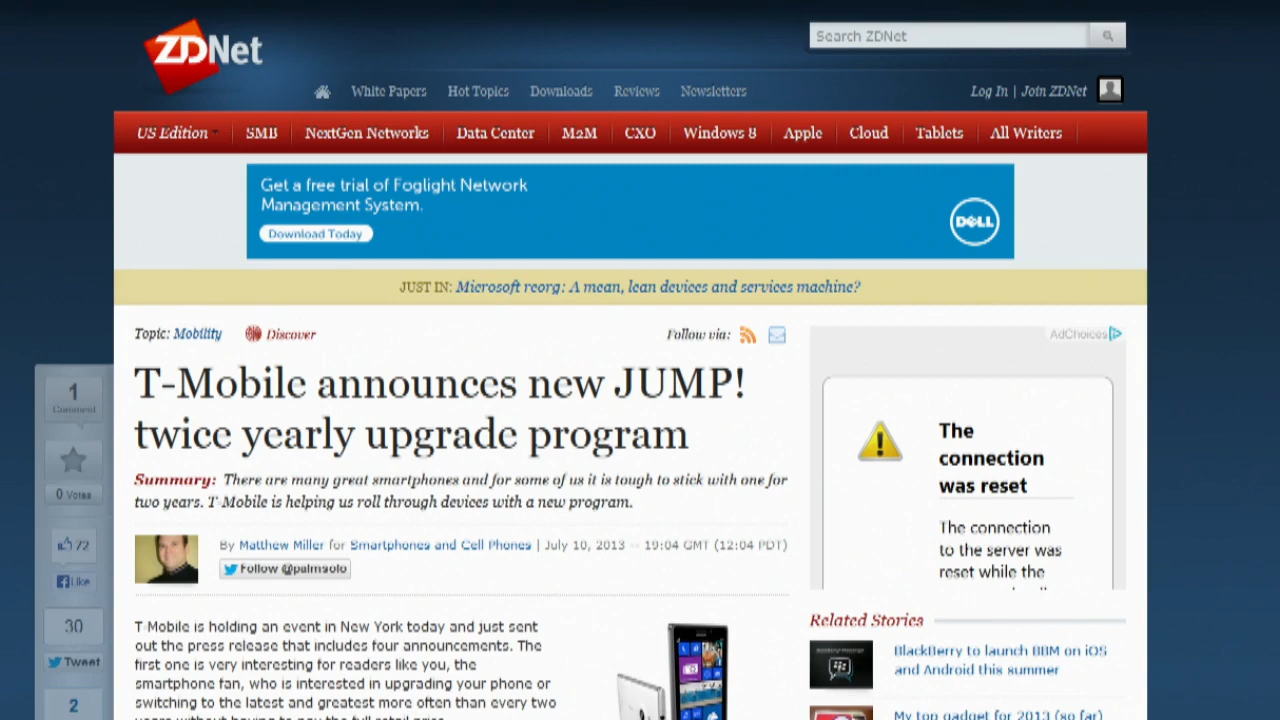 ZDNet
Search ZDNet
White Papers Hot Topics Downloads Reviews Newsletters
Log In | Join ZDNet
US Edition SMB NextGen Networks Data Center M2M CXO Windows 8 Apple Cloud Tablets All Writers
Get a free trial of Foglight Network
Management System.
Download Today
DELL
JUST IN: Microsoft reorg: A mean, lean devices and services machine?
Topic: Mobility Discover
Follow via:
AdChoices
T-Mobile announces new JUMP!
twice yearly upgrade program
Summary: There are many great smartphones and for some of us it is tough to stick with one for
two years. T-Mobile is helping us roll through devices with a new program.
By Matthew Miller for Smartphones and Cell Phones | July 10, 2013 -- 19:04 GMT (12:04 PDT)
Follow @palmsolo
1
Comment
0 Votes
72
Like
30
Tweet
2
T-Mobile is holding an event in New York today and just sent
out the press release that includes four announcements. The
first one is very interesting for readers like you, the
smartphone fan, who is interested in upgrading your phone or
switching to the latest and greatest more often than every two
years without having to pay the full retail price
The
connection
was reset
The connection
to the server was
reset while the
Related Stories
BlackBerry to launch BBM on iOS
and Android this summer
My top gadget for 2013 (so far)